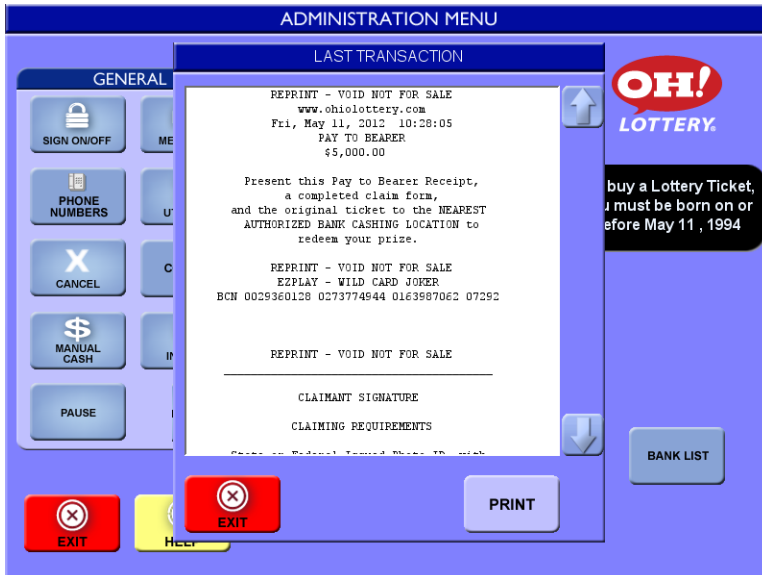 ADMINISTRATION MENU
LAST TRANSACTION
GENERAL
SIGN ON/OFF
PHONE
NUMBERS
CANCEL
MANUAL
CASH
PAUSE
EXIT
REPRINT - VOID NOT FOR SALE
www.ohiolottery.com
Fri, May 11, 2012 10:28:05
PAY TO BEARER
$5,000.00
Present this Pay to Bearer Receipt,
a completed claim form,
and the original ticket to the NEAREST
AUTHORIZED BANK CASHING LOCATION to
redeem your prize.
REPRINT - VOID NOT FOR SALE
EZPLAY - WILD CARD JOKER
BCN 0029360128 0273774944 0163987062 07292
REPRINT - VOID NOT FOR SALE
CLAIMANT SIGNATURE
CLAIMING REQUIREMENTS
EXIT
PRINT
OH!
LOTTERY.
buy a Lottery Ticket,
must be born on or
May 11 , 1994
BANK LIST